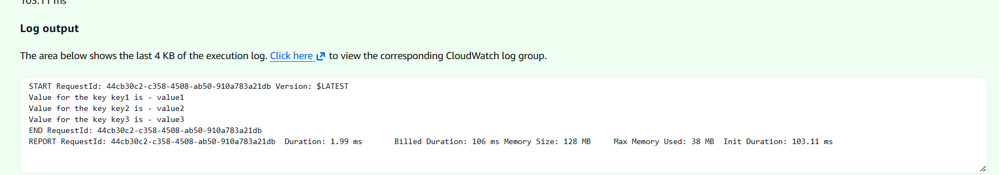 103.11 ms
Log output
The area below shows the last 4 KB of the execution log. Click here to view the corresponding CloudWatch log group.
START RequestId: 44cb30c2-c358-4508-ab50-910a783a21db Version: $LATEST
Value for the key key1 is - value1
Value for the key key2 is - value2
Value for the key key3 is - value3
END RequestId: 44cb30c2-c358-4508-ab50-910a783a21db
REPORT RequestId: 44cb30c2-c358-4508-ab50-910a783a21db Duration: 1.99 ms Billed Duration: 106 ms Memory Size: 128 MB Max Memory Used: 38 MB Init Duration: 103.11 ms